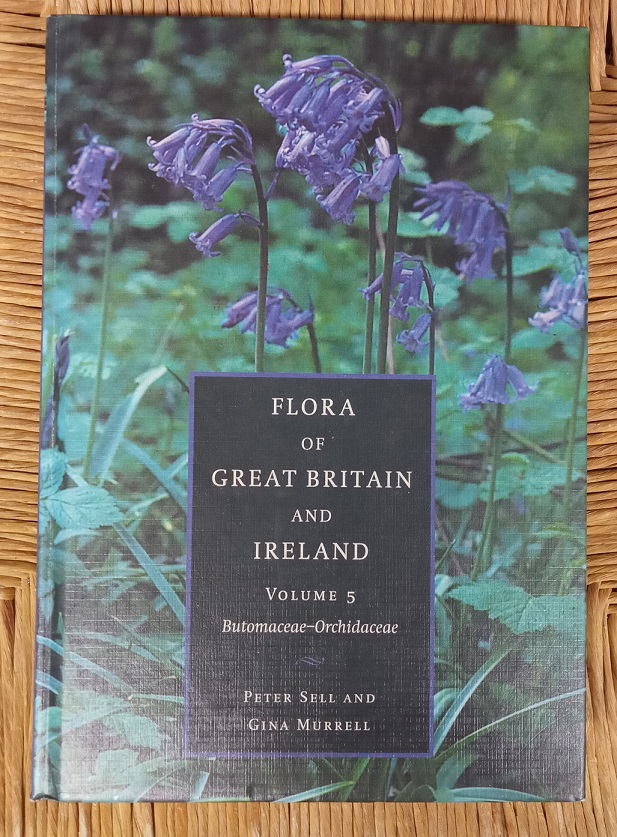 FLORA
OF
GREAT BRITAIN
AND
IRELAND
VOLUME 5
Butomaceae–Orchidaceae
PETER SELL AND
GINA MURRELL